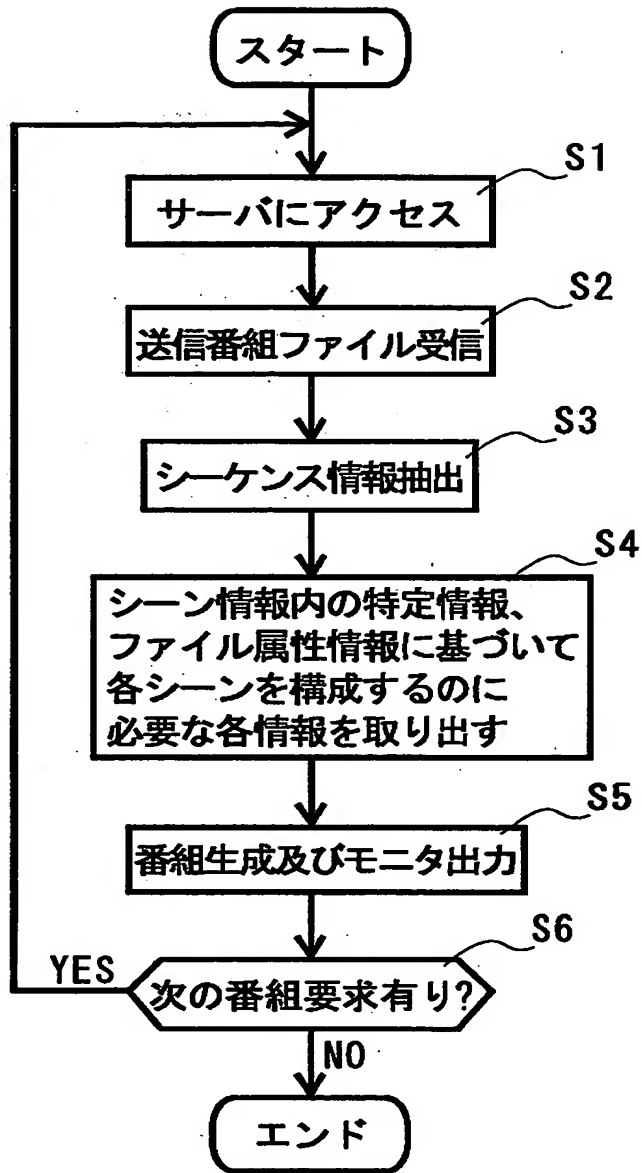 スタート
S1
サーバにアクセス
S2
送信番組ファイル受信
S3
シーケンス情報抽出
S4
シーン情報内の特定情報、
ファイル属性情報に基づいて
各シーンを構成するのに
必要な各情報を取り出す
S5
番組生成及びモニタ出力
S6
YES
次の番組要求有り?
NO
エンド